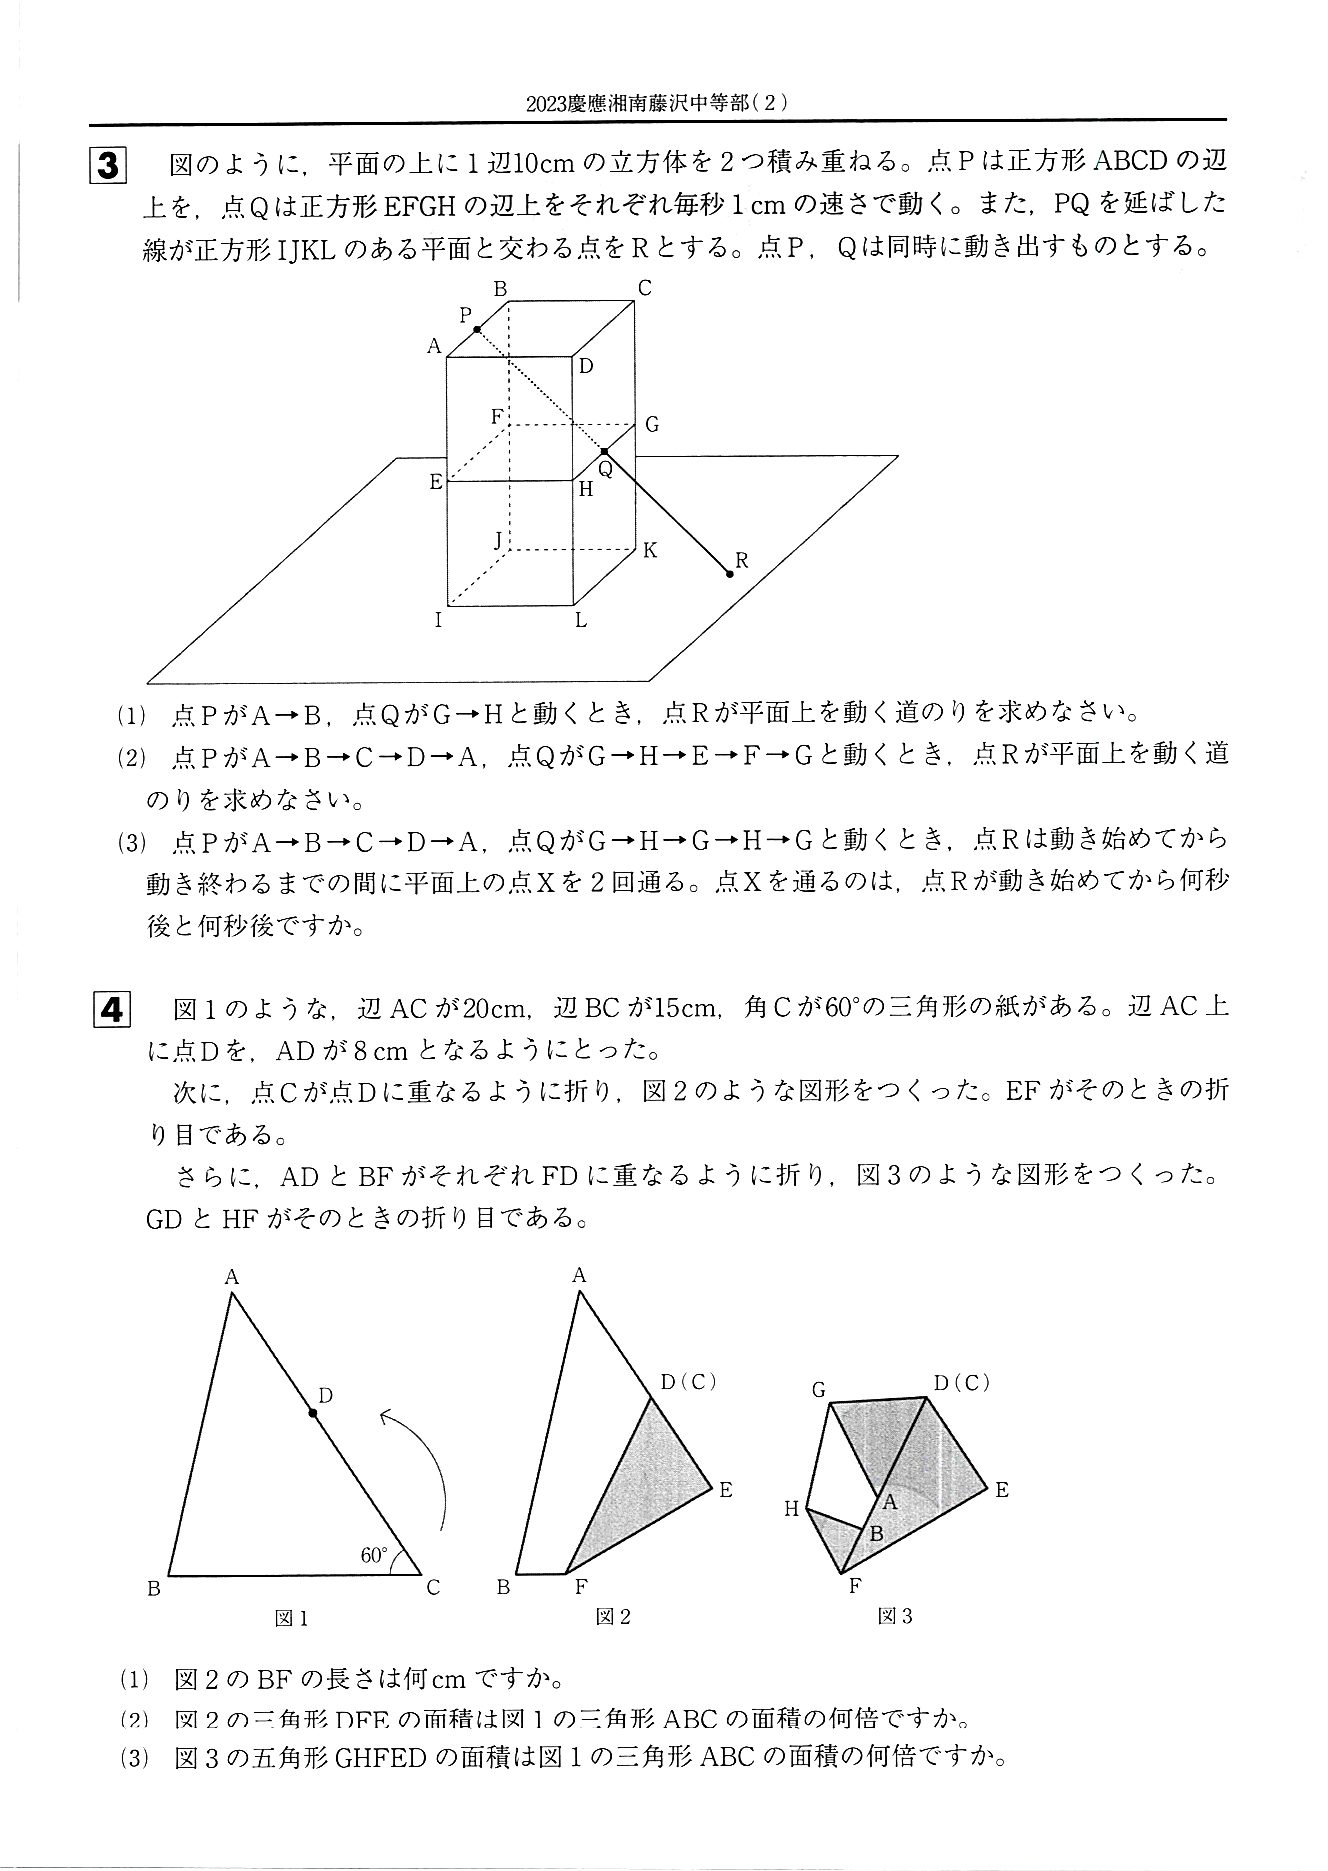 2023慶應湘南藤沢中等部(2)
3 図のように，平面の上に1辺10cmの立方体を2つ積み重ねる。点Pは正方形ABCDの辺
上を，点Qは正方形EFGHの辺上をそれぞれ毎秒1cmの速さで動く。また，PQを延ばした
線が正方形IJKLのある平面と交わる点をRとする。点P，Qは同時に動き出すものとする。
B
C
P
A
D
F
G
Q
E
H
J
K
R
I
L
(1) 点PがA→B，点QがG→Hと動くとき，点Rが平面上を動く道のりを求めなさい。
(2) 点PがA→B→C→D→A，点QがG→H→E→F→Gと動くとき，点Rが平面上を動く道
のりを求めなさい。
(3) 点PがA→B→C→D→A，点QがG→H→G→H→Gと動くとき，点Rは動き始めてから
動き終わるまでの間に平面上の点Xを2回通る。点Xを通るのは，点Rが動き始めてから何秒
後と何秒後ですか。
4 図1のような，辺ACが20cm，辺BCが15cm，角Cが60°の三角形の紙がある。辺AC上
に点Dを，ADが8cmとなるようにとった。
次に，点Cが点Dに重なるように折り，図2のような図形をつくった。EFがそのときの折
り目である。
さらに，ADとBFがそれぞれFDに重なるように折り，図3のような図形をつくった。
GDとHFがそのときの折り目である。
A
D
60°
B
C
図1
A
D(C)
E
B
F
図2
G
D(C)
A
E
H
B
F
図3
(1) 図2のBFの長さは何cmですか。
(2) 図2の三角形DFEの面積は図1の三角形ABCの面積の何倍ですか。
(3) 図3の五角形GHFEDの面積は図1の三角形ABCの面積の何倍ですか。